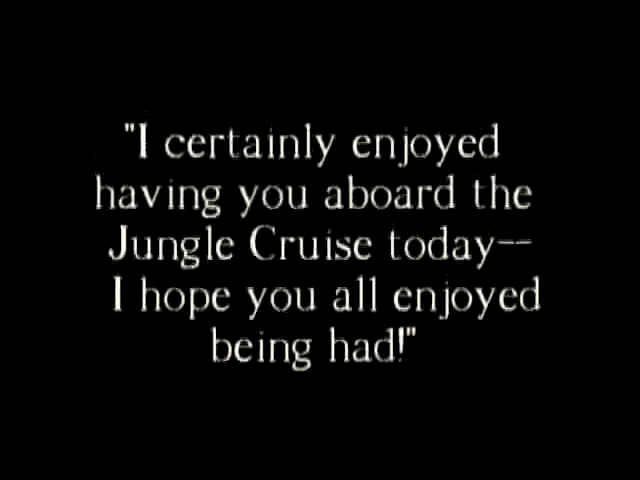 "I certainly enjoyed
having you aboard the
Jungle Cruise today--
I hope you all enjoyed
being had!"